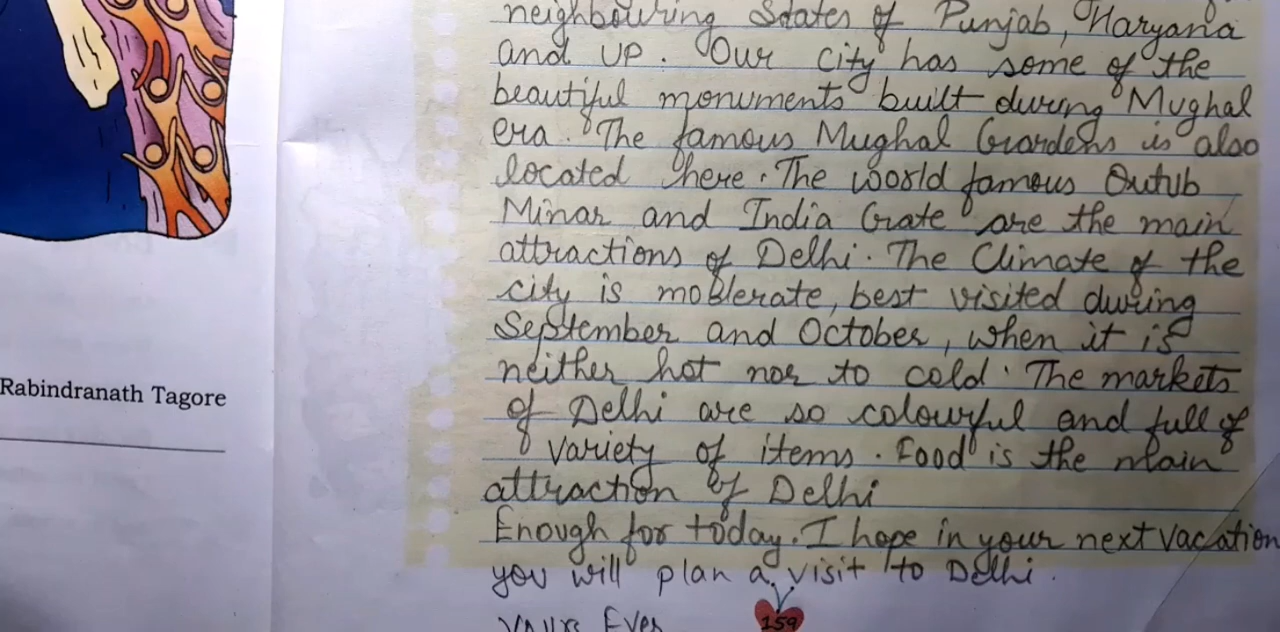 neighbouring States of Punjab, Haryana
and UP. Our city has some of the
beautiful monuments built during Mughal
era. The famous Mughal Gardens is also
located here. The world famous Qutub
Minar and India Gate are the main
attractions of Delhi. The Climate of the
city is moderate, best visited during
September and October, when it is
neither hot nor to cold. The markets
of Delhi are so colourful and full of
variety of items. Food is the main
attraction of Delhi
Enough for today. I hope in your next vacation
you will plan a visit to Delhi.
Yours Ever
159
Rabindranath Tagore